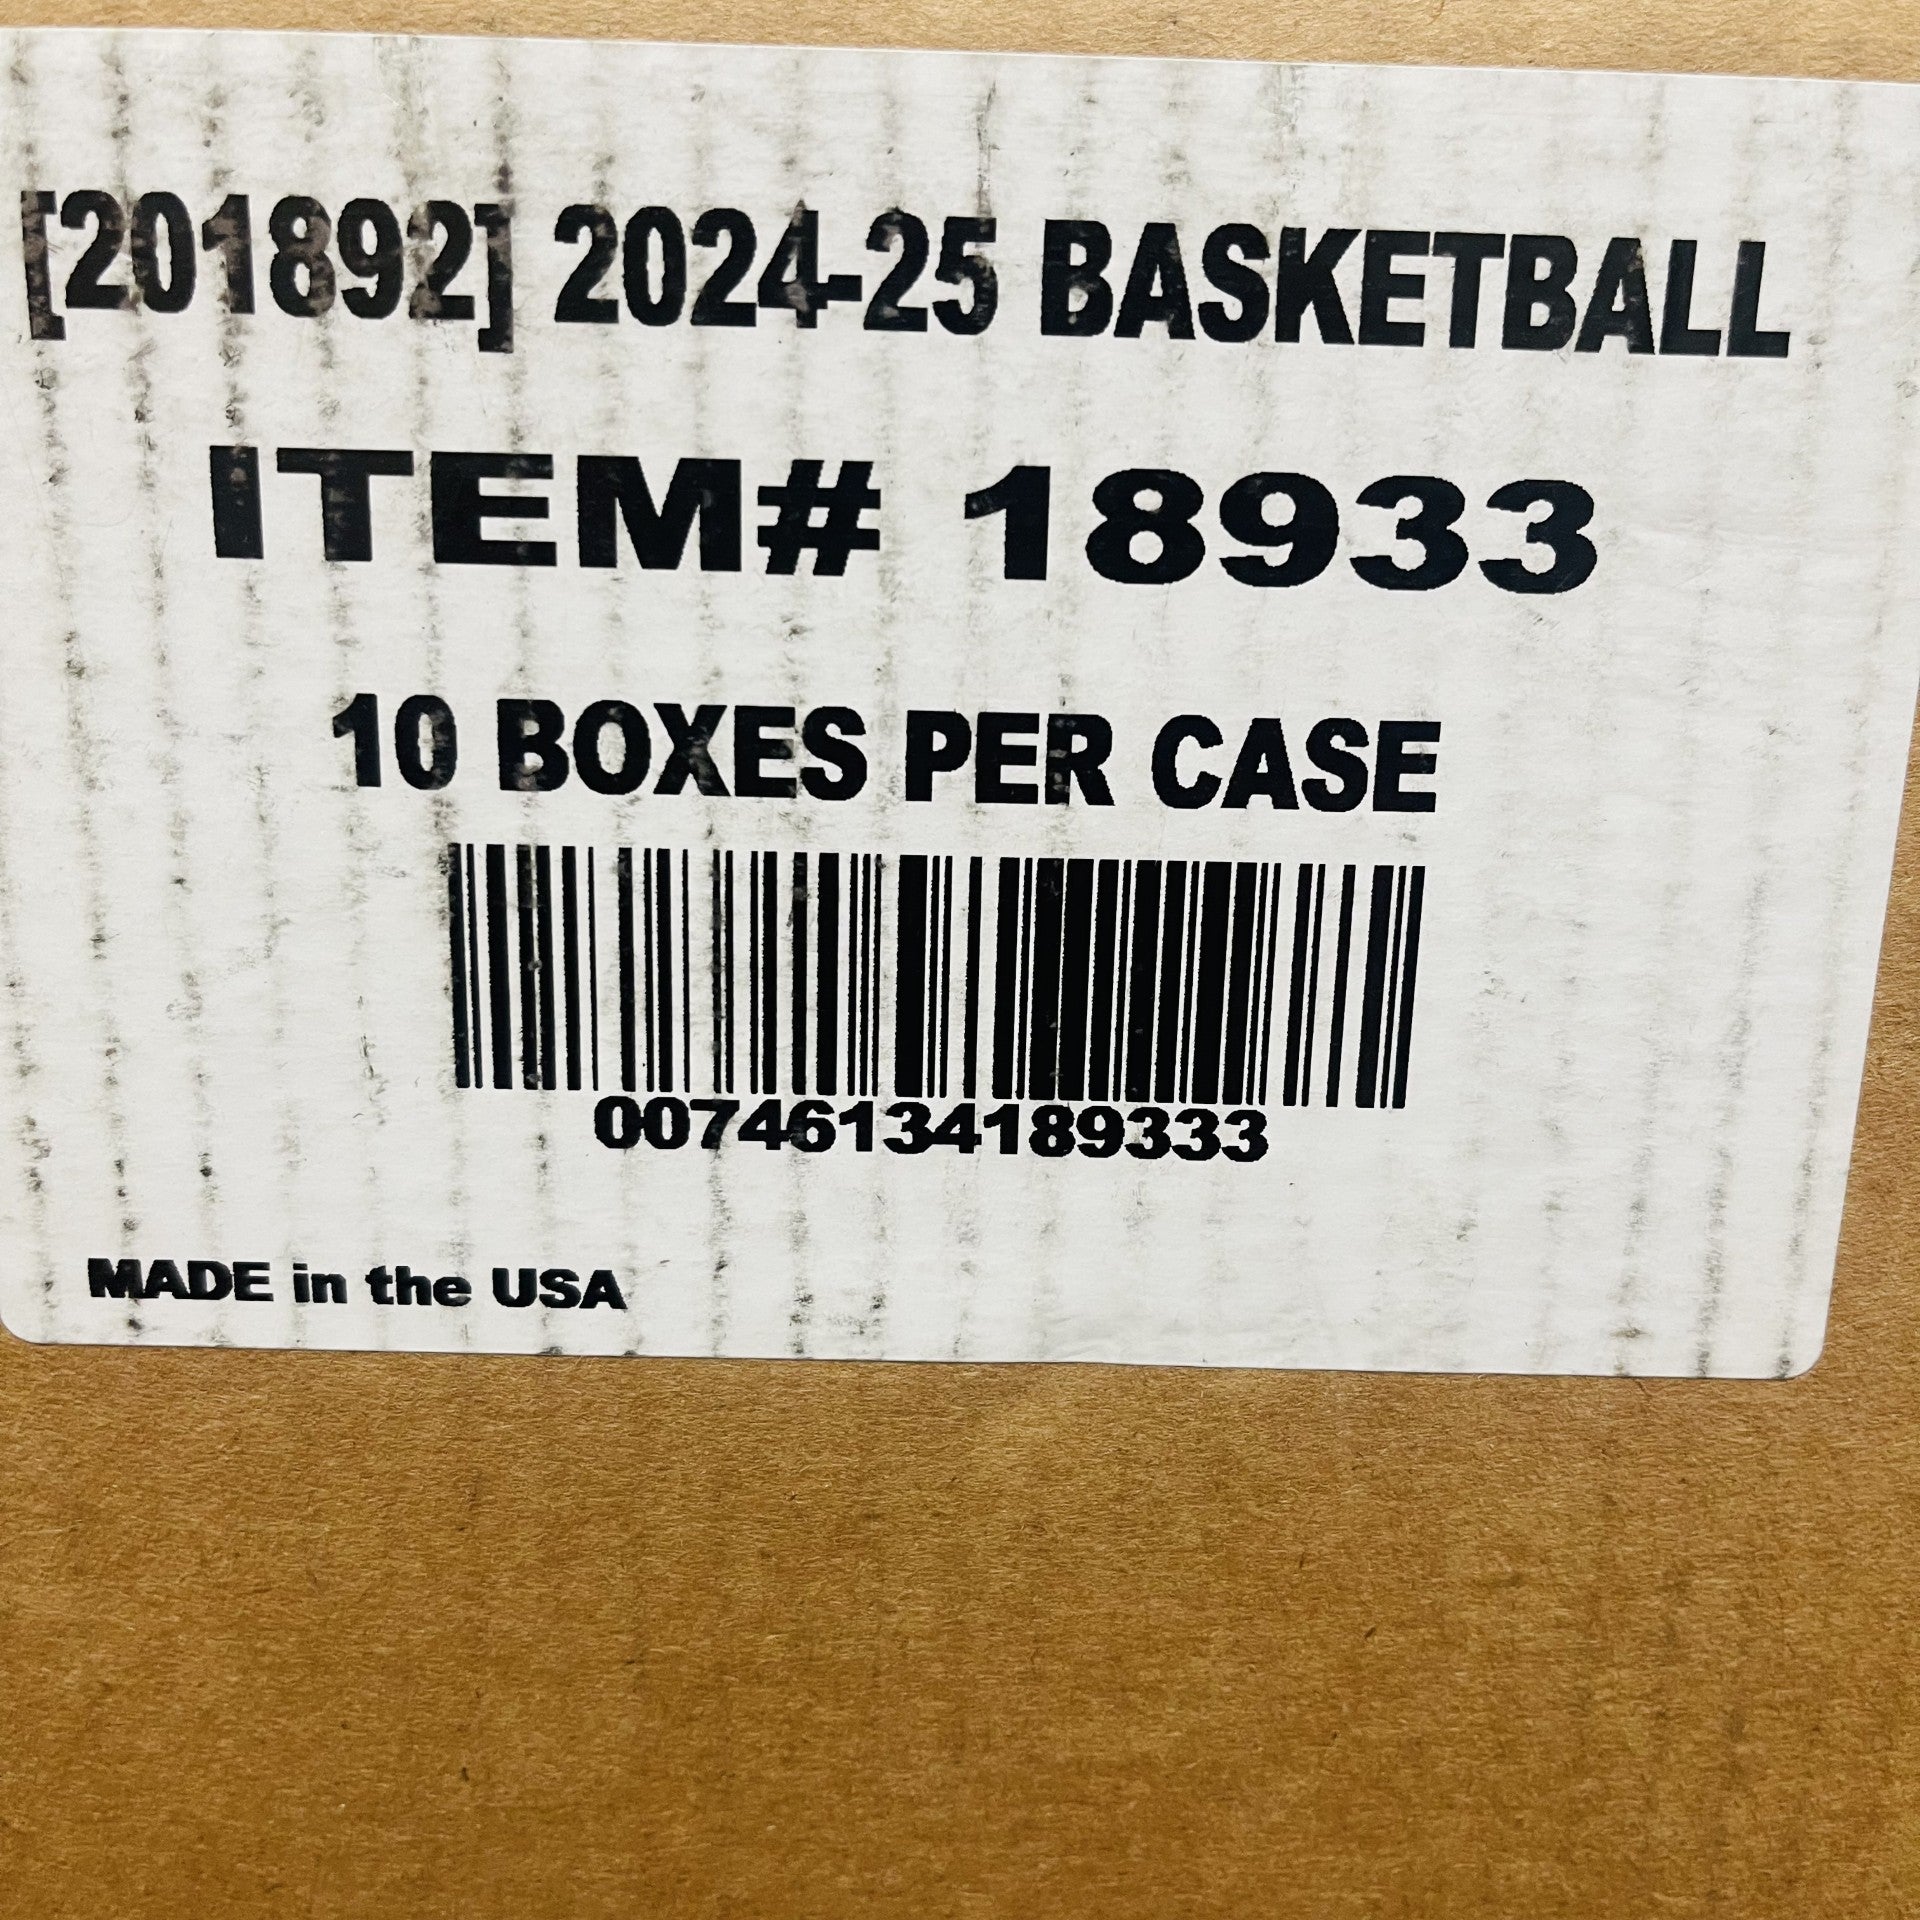 [201892] 2024-25 BASKETBALL
ITEM# 18933
10 BOXES PER CASE
00746134189333
MADE in the USA